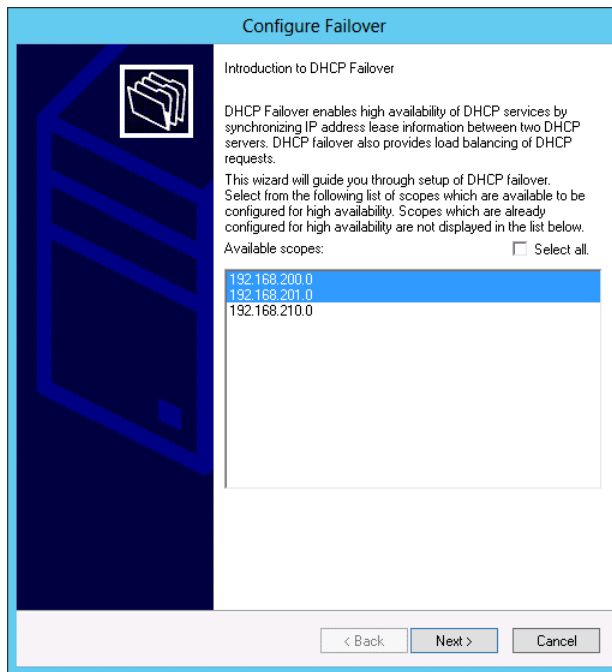 Configure Failover
Introduction to DHCP Failover
DHCP Failover enables high availability of DHCP services by
synchronizing IP address lease information between two DHCP
servers. DHCP failover also provides load balancing of DHCP
requests.
This wizard will guide you through setup of DHCP failover.
Select from the following list of scopes which are available to be
configured for high availability. Scopes which are already
configured for high availability are not displayed in the list below.
Available scopes:
Select all.
192.168.200.0
192.168.201.0
192.168.210.0
< Back
Next >
Cancel